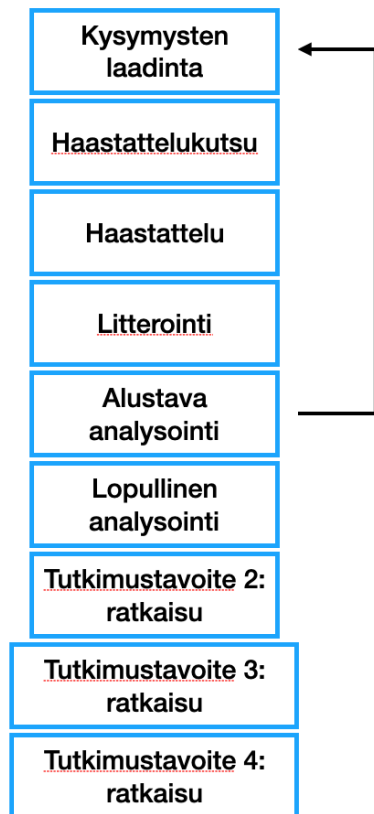 Kysymysten
laadinta
Haastattelukutsu
Haastattelu
Litterointi
Alustava
analysointi
Lopullinen
analysointi
Tutkimustavoite 2:
ratkaisu
Tutkimustavoite 3:
ratkaisu
Tutkimustavoite 4:
ratkaisu